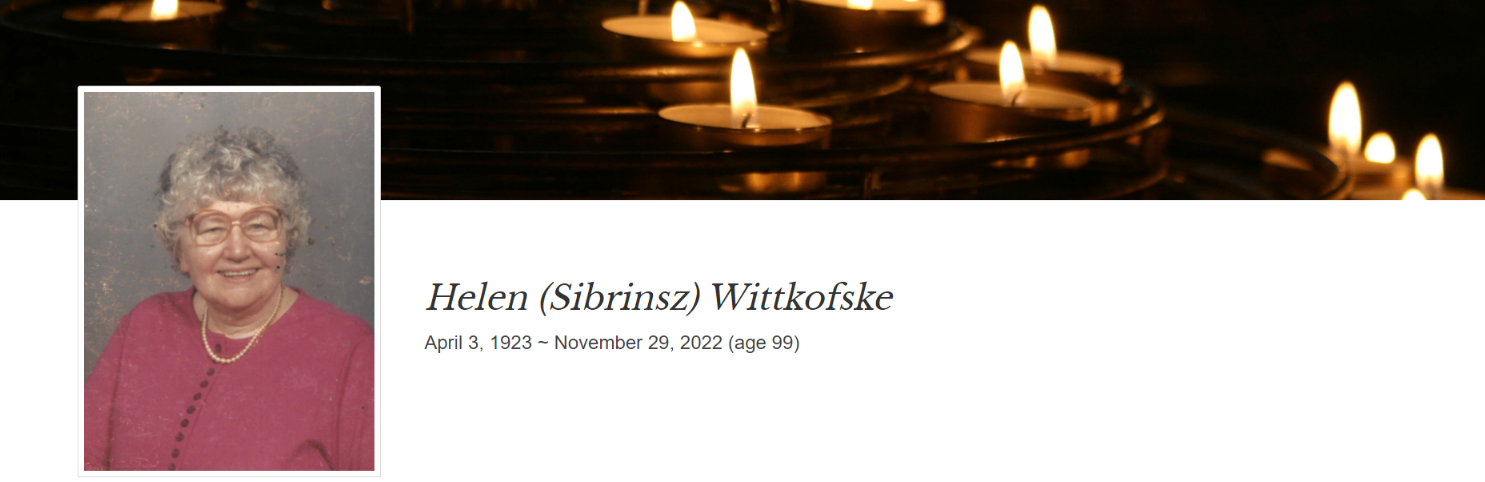 Helen (Sibrinsz) Wittkofske
April 3, 1923 ~ November 29, 2022 (age 99)